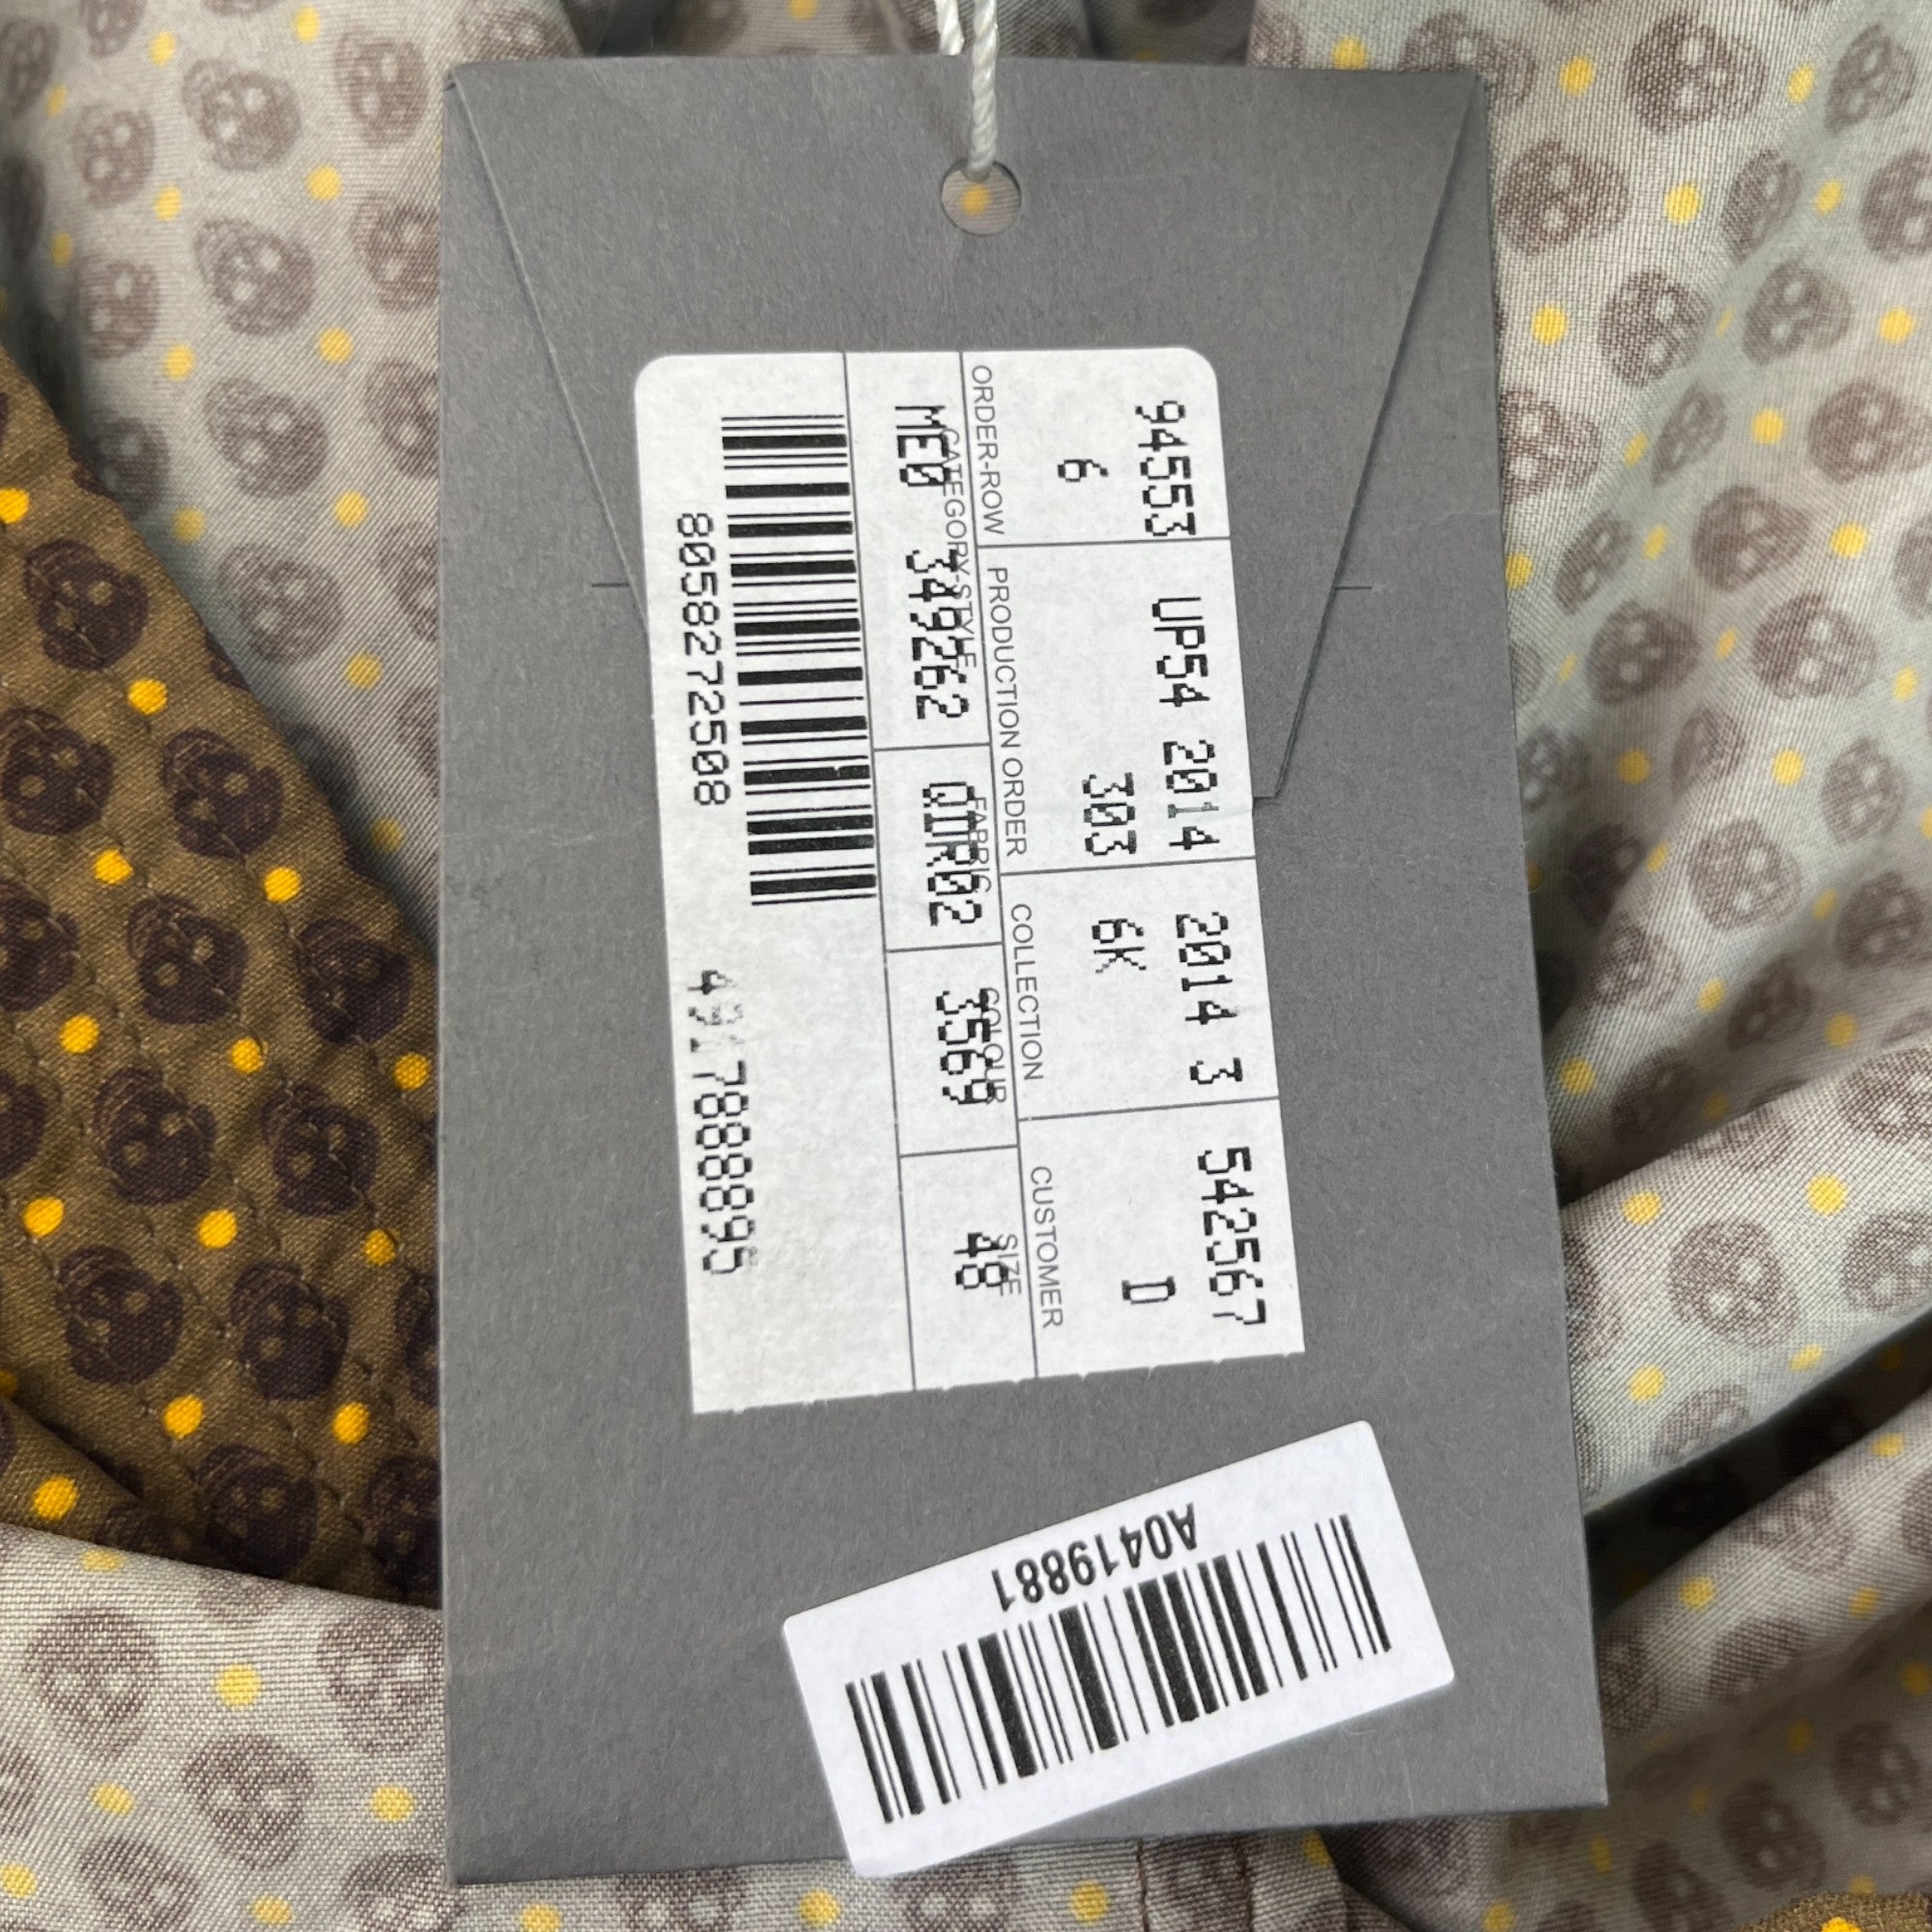 94553 UP54 2014 2014 3 542567
6 303 6K D
ORDER-ROW PRODUCTION ORDER COLLECTION CUSTOMER
CATEGORY-STYLE FABRIC COLOUR SIZE
ME0 349262 QDR02 3569 48
8058272508
A0419881